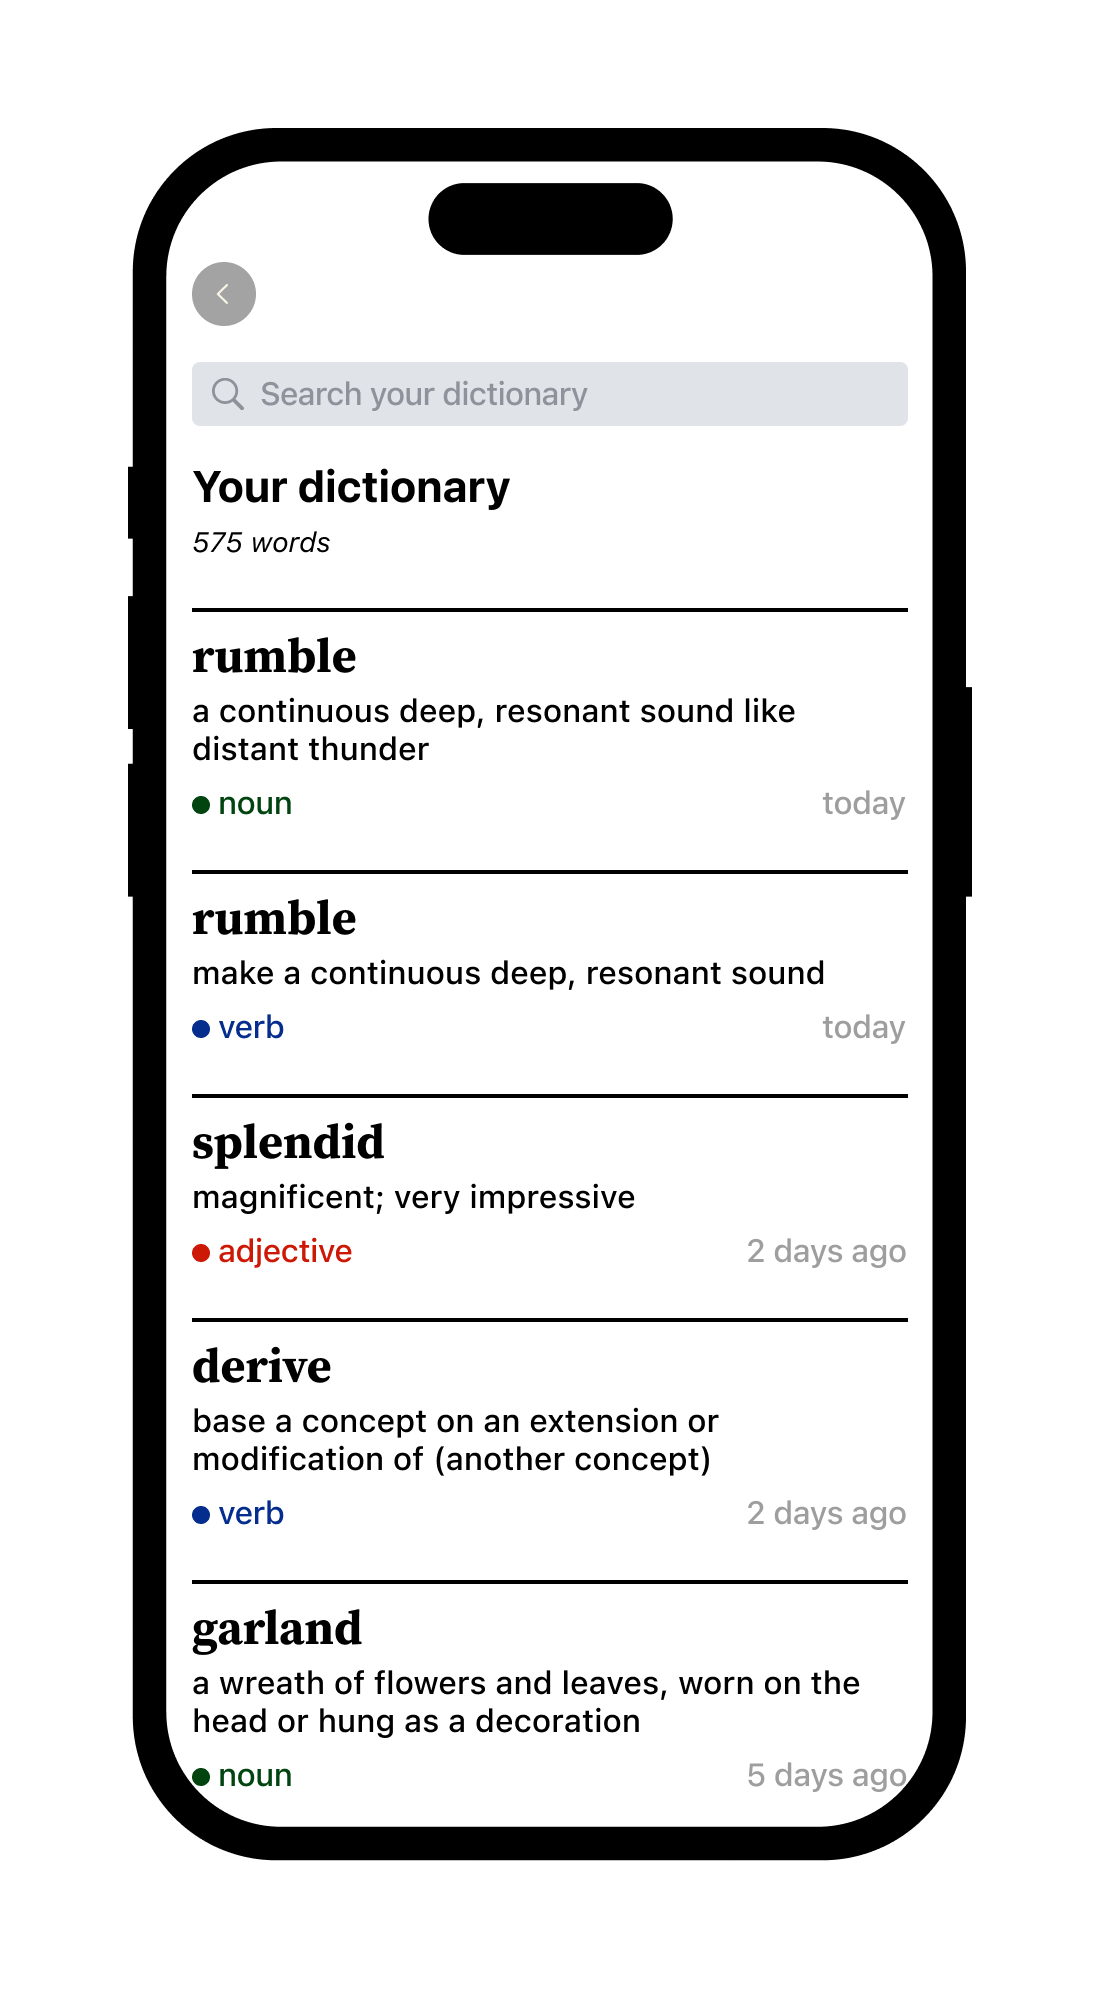 Search your dictionary
Your dictionary
575 words
rumble
a continuous deep, resonant sound like
distant thunder
noun today
rumble
make a continuous deep, resonant sound
verb today
splendid
magnificent; very impressive
adjective 2 days ago
derive
base a concept on an extension or
modification of (another concept)
verb 2 days ago
garland
a wreath of flowers and leaves, worn on the
head or hung as a decoration
noun 5 days ago